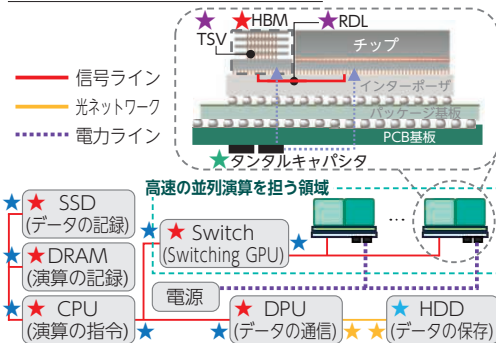 ★HBM
★RDL
★TSV
チップ
インターポーザ
パッケージ基板
PCB基板
★タンタルキャパシタ
信号ライン
光ネットワーク
電力ライン
高速の並列演算を担う領域
★ SSD
(データの記録)
★ DRAM
(演算の記録)
★ CPU
(演算の指令)
★ Switch
(Switching GPU)
…
電源
★ DPU
(データの通信)
★ HDD
(データの保存)